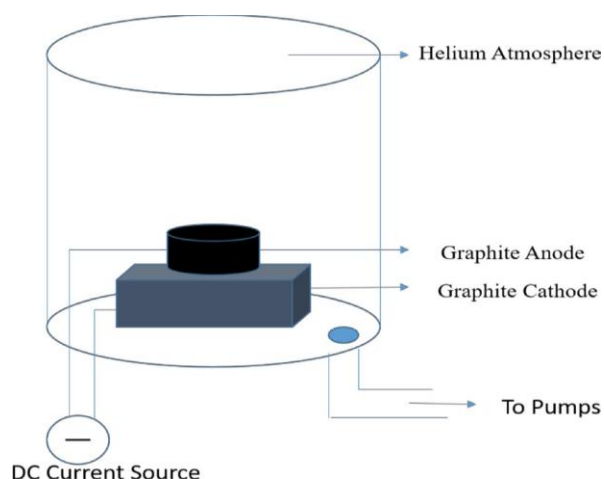 Helium Atmosphere
Graphite Anode
Graphite Cathode
To Pumps
DC Current Source